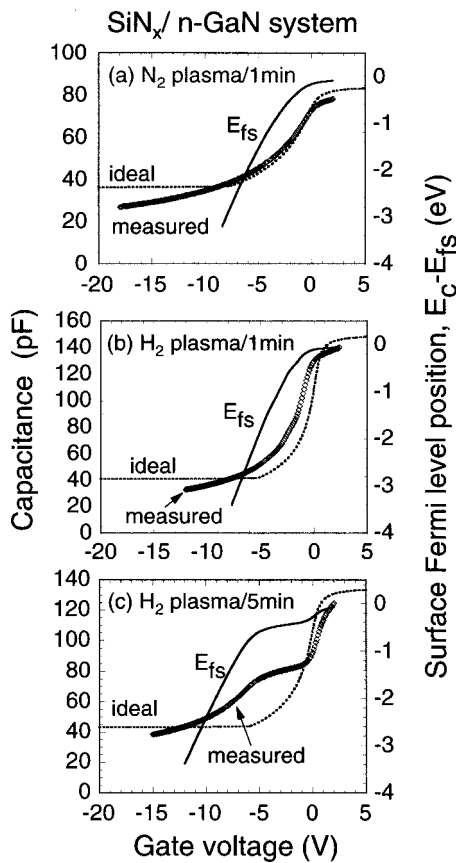 SiNx/ n-GaN system
(a) N2 plasma/1min
Efs
ideal
measured
100
80
60
40
20
0
0
-1
-2
-3
-4
-20 -15 -10 -5 0 5
(b) H2 plasma/1min
Efs
ideal
measured
160
140
120
100
80
60
40
20
0
0
-1
-2
-3
-4
-20 -15 -10 -5 0 5
(c) H2 plasma/5min
Efs
ideal
measured
140
120
100
80
60
40
20
0
0
-1
-2
-3
-4
-20 -15 -10 -5 0 5
Capacitance (pF)
Surface Fermi level position, EC-Efs (eV)
Gate voltage (V)